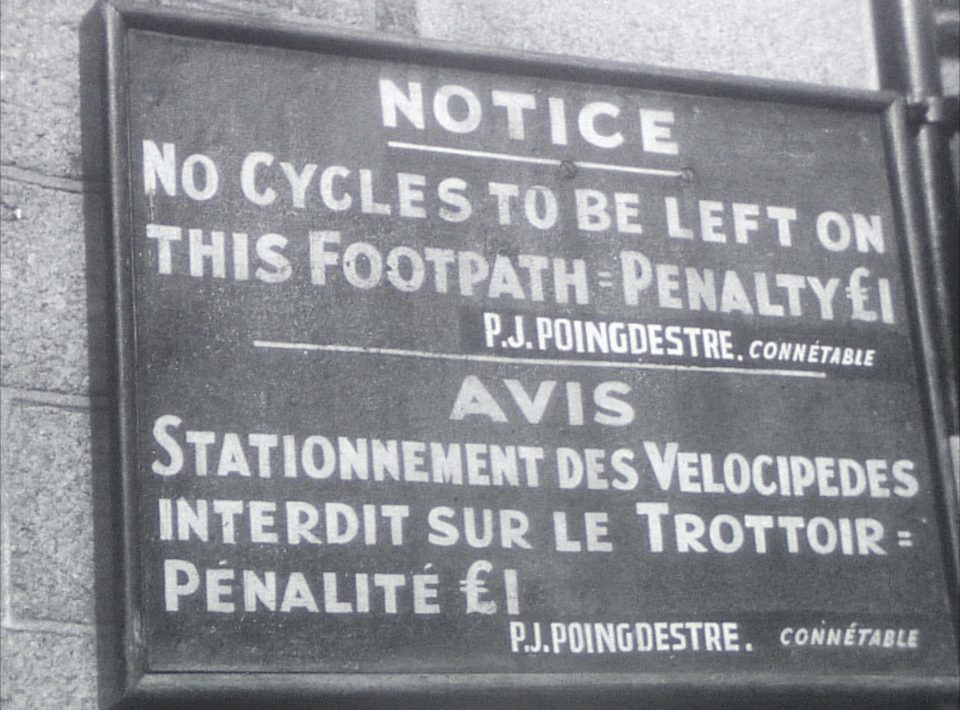 NOTICE
NO CYCLES TO BE LEFT ON
THIS FOOTPATH = PENALTY £1
P.J. POINGDESTRE. CONNÉTABLE
AVIS
STATIONNEMENT DES VELOCIPEDES
INTERDIT SUR LE TROTTOIR =
PÉNALITÉ £1
P.J. POINGDESTRE. CONNÉTABLE